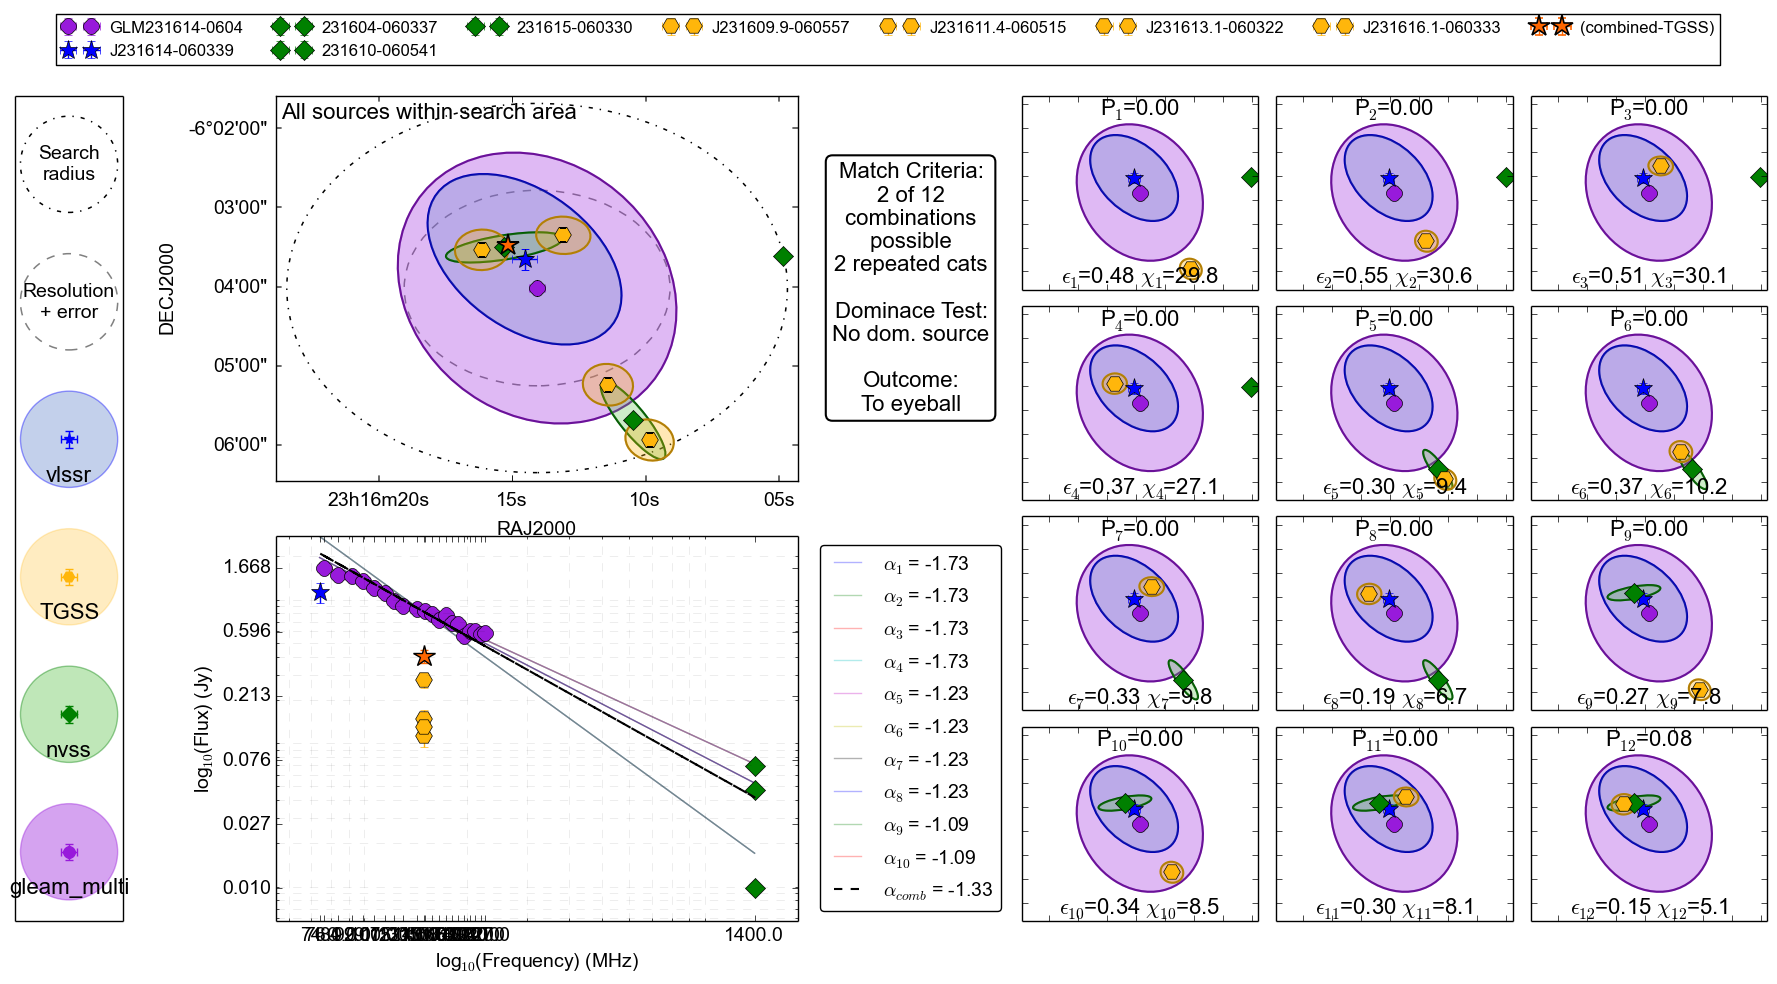 GLM231614-0604
231604-060337
231615-060330
J231609.9-060557
J231611.4-060515
J231613.1-060322
J231616.1-060333
(combined-TGSS)
J231614-060339
231610-060541
Search
radius
Resolution
+ error
vlssr
TGSS
nvss
gleam_multi
All sources within search area
DECJ2000
-6°02'00"
03'00"
04'00"
05'00"
06'00"
23h16m20s
15s
10s
05s
RAJ2000
Match Criteria:
2 of 12
combinations
possible
2 repeated cats
Dominace Test:
No dom. source
Outcome:
To eyeball
log₁₀(Flux) (Jy)
1.668
0.596
0.213
0.076
0.027
0.010
1400.0
log₁₀(Frequency) (MHz)
α₁ = -1.73
α₂ = -1.73
α₃ = -1.73
α₄ = -1.73
α₅ = -1.23
α₆ = -1.23
α₇ = -1.23
α₈ = -1.23
α₉ = -1.09
α₁₀ = -1.09
α_comb = -1.33
P₁=0.00
ϵ₁=0.48 χ₁=29.8
P₂=0.00
ϵ₂=0.55 χ₂=30.6
P₃=0.00
ϵ₃=0.51 χ₃=30.1
P₄=0.00
ϵ₄=0.37 χ₄=27.1
P₅=0.00
ϵ₅=0.30 χ₅=9.4
P₆=0.00
ϵ₆=0.37 χ₆=10.2
P₇=0.00
ϵ₇=0.33 χ₇=9.8
P₈=0.00
ϵ₈=0.19 χ₈=6.7
P₉=0.00
ϵ₉=0.27 χ₉=7.8
P₁₀=0.00
ϵ₁₀=0.34 χ₁₀=8.5
P₁₁=0.00
ϵ₁₁=0.30 χ₁₁=8.1
P₁₂=0.08
ϵ₁₂=0.15 χ₁₂=5.1